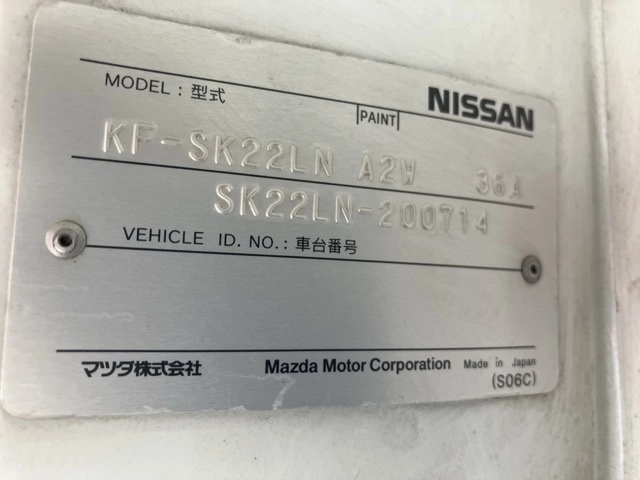 MODEL : 型式 PAINT NISSAN
KF-SK22LN A2W 36A
SK22LN-200714
VEHICLE ID. NO. : 車台番号
マツダ株式会社 Mazda Motor Corporation Made in Japan
(S06C)